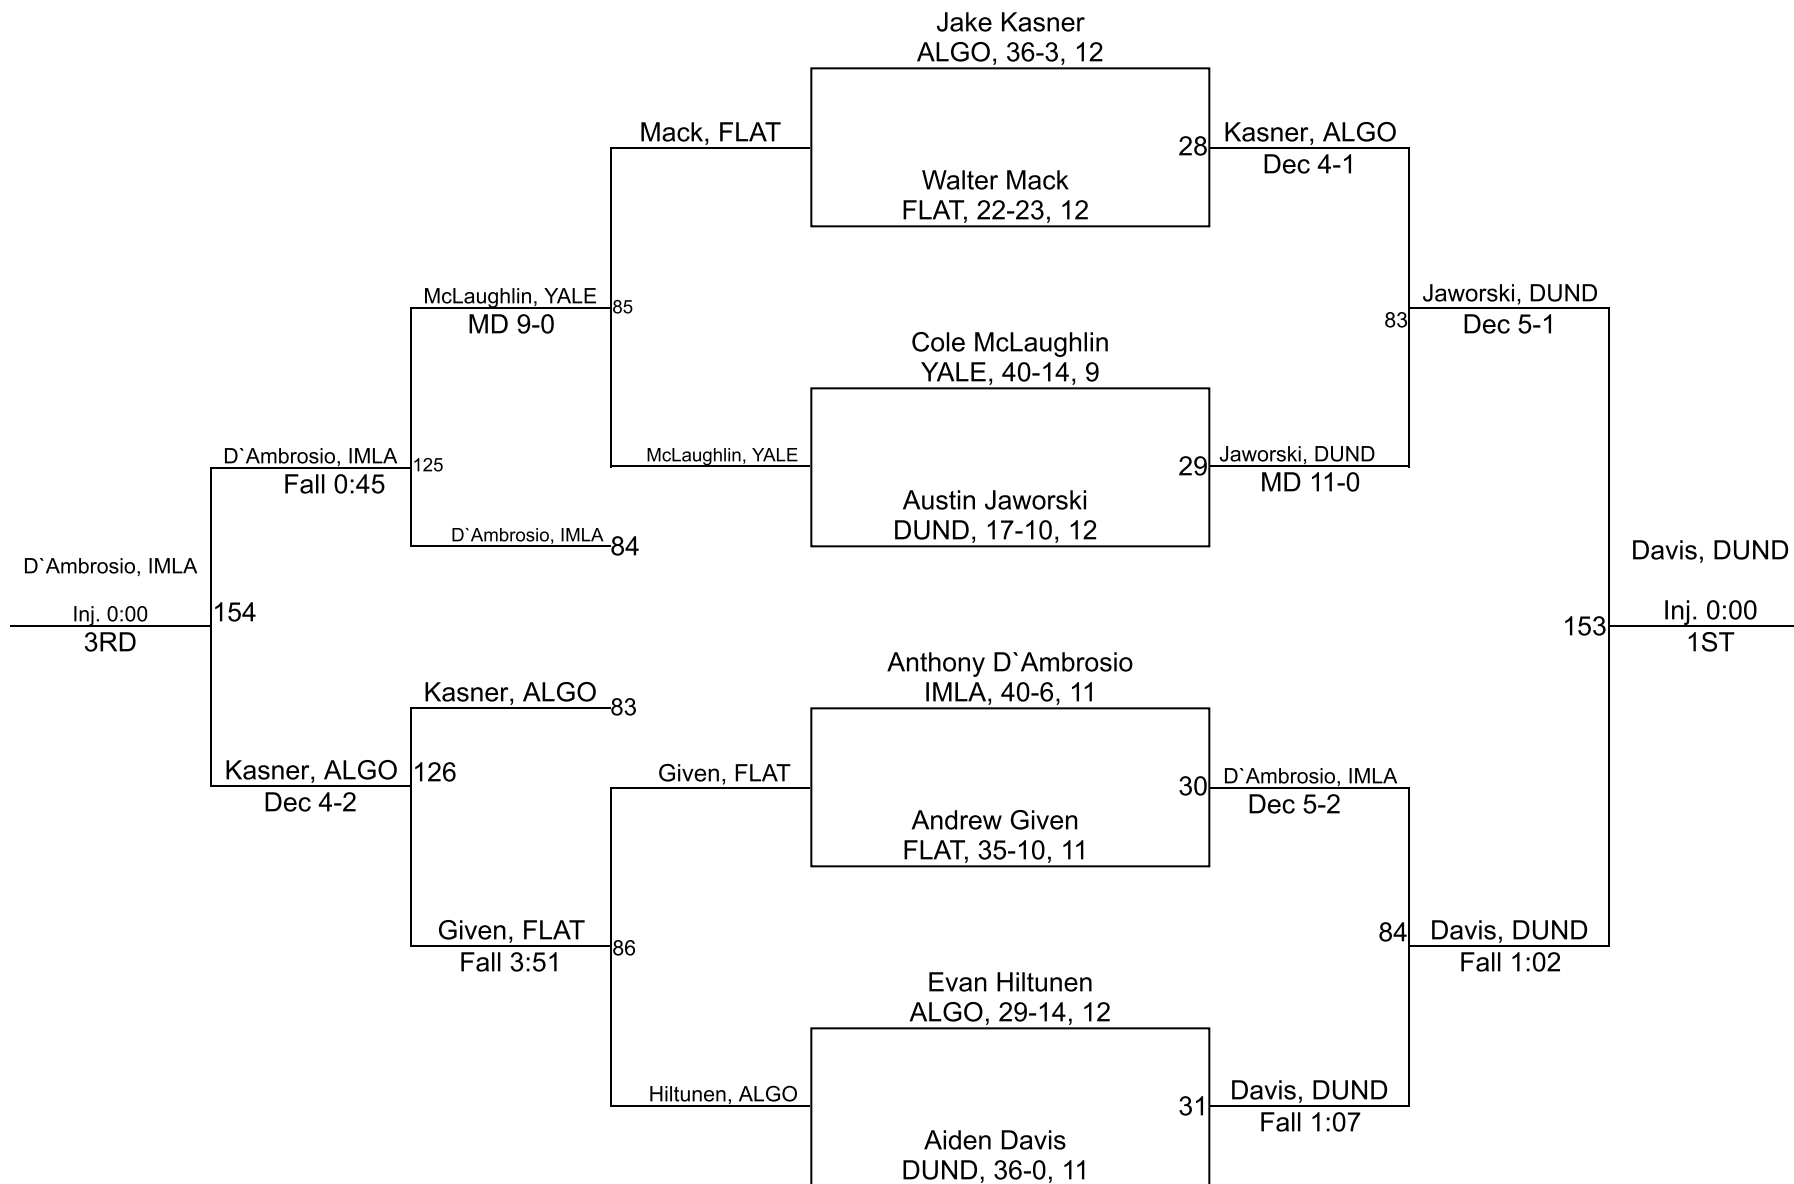 Jake Kasner
ALGO, 36-3, 12
Mack, FLAT
28
Kasner, ALGO
Dec 4-1
Walter Mack
FLAT, 22-23, 12
McLaughlin, YALE
MD 9-0
85
83
Jaworski, DUND
Dec 5-1
Cole McLaughlin
YALE, 40-14, 9
D`Ambrosio, IMLA
Fall 0:45
125
McLaughlin, YALE
29
Jaworski, DUND
MD 11-0
Austin Jaworski
DUND, 17-10, 12
D`Ambrosio, IMLA
84
D`Ambrosio, IMLA
Inj. 0:00
3RD
154
Davis, DUND
153
Inj. 0:00
1ST
Anthony D`Ambrosio
IMLA, 40-6, 11
Kasner, ALGO
83
Kasner, ALGO
Dec 4-2
126
Given, FLAT
30
D`Ambrosio, IMLA
Dec 5-2
Andrew Given
FLAT, 35-10, 11
Given, FLAT
Fall 3:51
86
84
Davis, DUND
Fall 1:02
Evan Hiltunen
ALGO, 29-14, 12
Hiltunen, ALGO
31
Davis, DUND
Fall 1:07
Aiden Davis
DUND, 36-0, 11